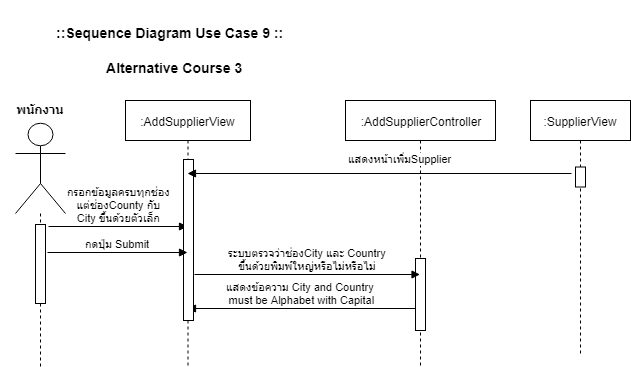 ::Sequence Diagram Use Case 9 ::
Alternative Course 3
พนักงาน
:AddSupplierView
:AddSupplierController
:SupplierView
แสดงหน้าเพิ่มSupplier
กรอกข้อมูลครบทุกช่อง
แต่ช่องCounty กับ
City ขึ้นด้วยตัวเล็ก
กดปุ่ม Submit
ระบบตรวจว่าช่องCity และ Country
ขึ้นด้วยพิมพ์ใหญ่หรือไม่หรือไม่
แสดงข้อความ City and Country
must be Alphabet with Capital